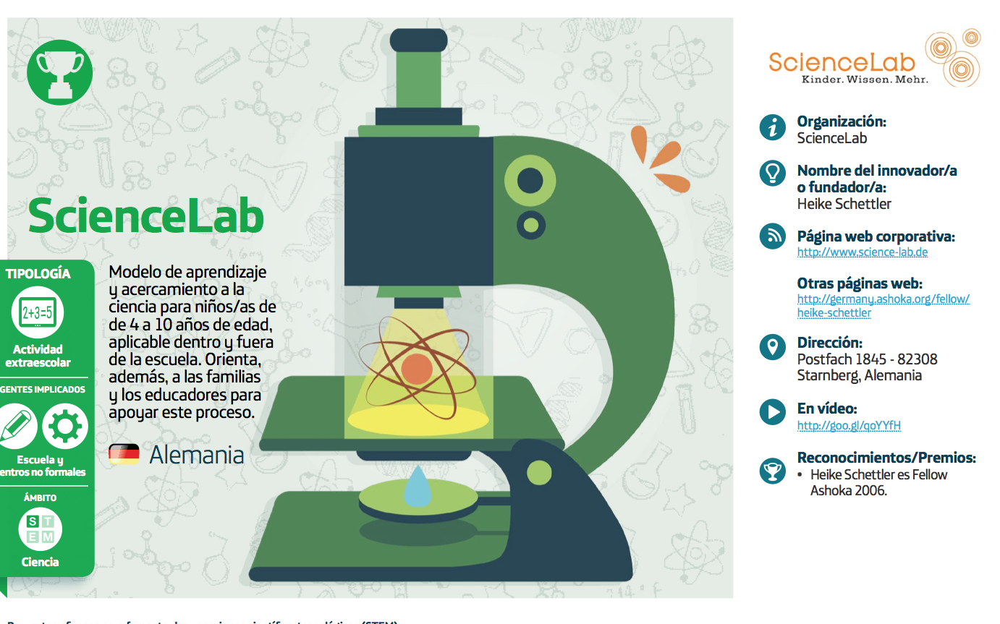 ScienceLab
Kinder. Wissen. Mehr.
ScienceLab
TIPOLOGÍA
2+3=5
Actividad
extraescolar
GENTES IMPLICADOS
Escuela y
entros no formales
ÁMBITO
S T
E M
Ciencia
Modelo de aprendizaje
y acercamiento a la
ciencia para niños/as de
de 4 a 10 años de edad,
aplicable dentro y fuera
de la escuela. Orienta,
además, a las familias
y los educadores para
apoyar este proceso.
Alemania
Organización:
ScienceLab
Nombre del innovador/a
o fundador/a:
Heike Schettler
Página web corporativa:
http://www.science-lab.de
Otras páginas web:
http://germany.ashoka.org/fellow/
heike-schettler
Dirección:
Postfach 1845 - 82308
Starnberg, Alemania
En vídeo:
http://goo.gl/qoYYfH
Reconocimientos/Premios:
• Heike Schettler es Fellow
Ashoka 2006.
(STEM)